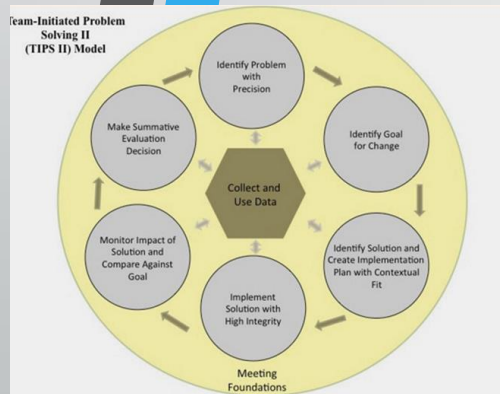 Team-Initiated Problem
Solving II
(TIPS II) Model
Identify Problem
with
Precision
Identify Goal
for Change
Identify Solution and
Create Implementation
Plan with Contextual
Fit
Implement
Solution with
High Integrity
Monitor Impact of
Solution and
Compare Against
Goal
Make Summative
Evaluation
Decision
Collect and
Use Data
Meeting
Foundations